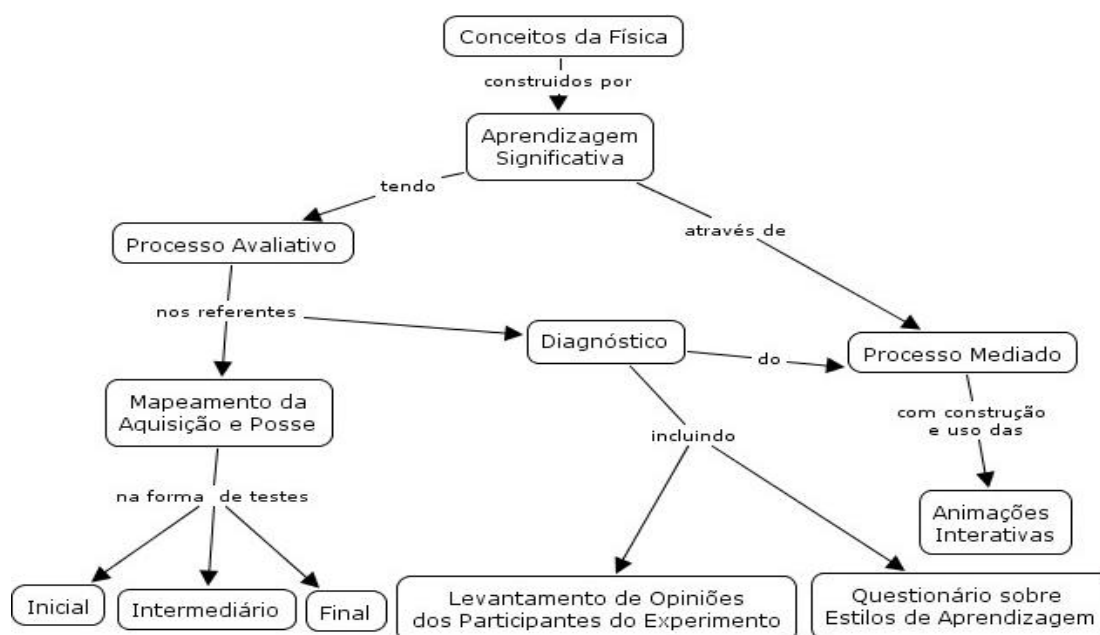 Conceitos da Física
construidos por
Aprendizagem
Significativa
tendo
através de
Processo Avaliativo
nos referentes
Diagnóstico
do
Processo Mediado
Mapeamento da
Aquisição e Posse
incluindo
com construção
e uso das
na forma de testes
Animações
Interativas
Inicial
Intermediário
Final
Levantamento de Opiniões
dos Participantes do Experimento
Questionário sobre
Estilos de Aprendizagem